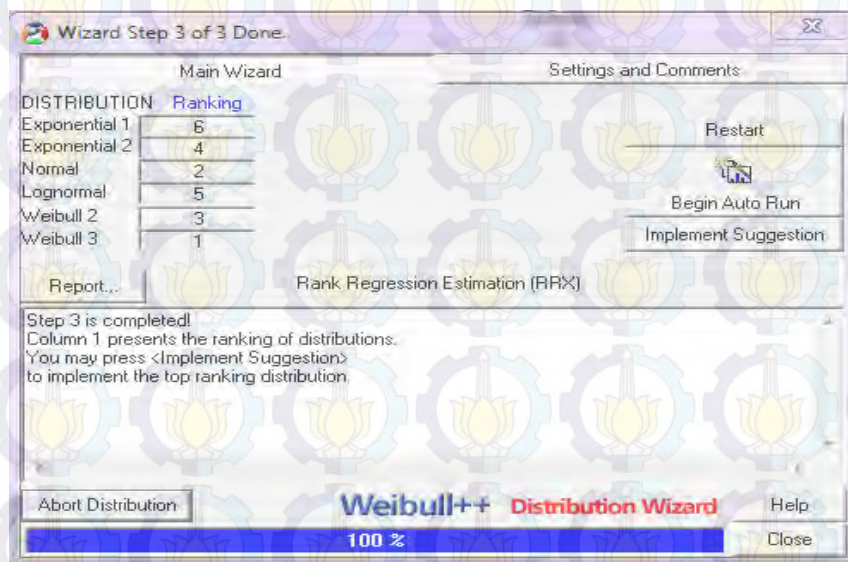 Wizard Step 3 of 3 Done.
Main Wizard
Settings and Comments
DISTRIBUTION Ranking
Exponential 1 6
Exponential 2 4
Normal 2
Lognormal 5
Weibull 2 3
Weibull 3 1
Restart
Begin Auto Run
Implement Suggestion
Report...
Rank Regression Estimation (RRX)
Step 3 is completed!
Column 1 presents the ranking of distributions.
You may press <Implement Suggestion>
to implement the top ranking distribution.
Abort Distribution
Weibull++ Distribution Wizard
Help
100 %
Close